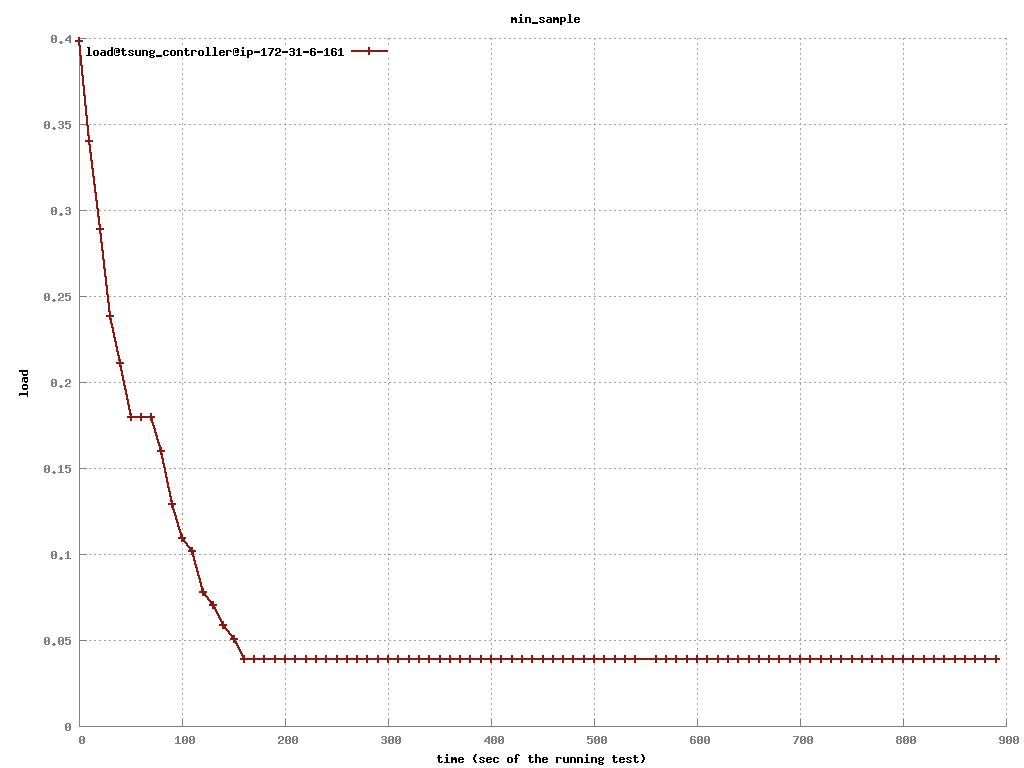 min_sample
load@tsung_controller@ip-172-31-6-161
0.4
0.35
0.3
0.25
0.2
0.15
0.1
0.05
0
load
0 100 200 300 400 500 600 700 800 900
time (sec of the running test)